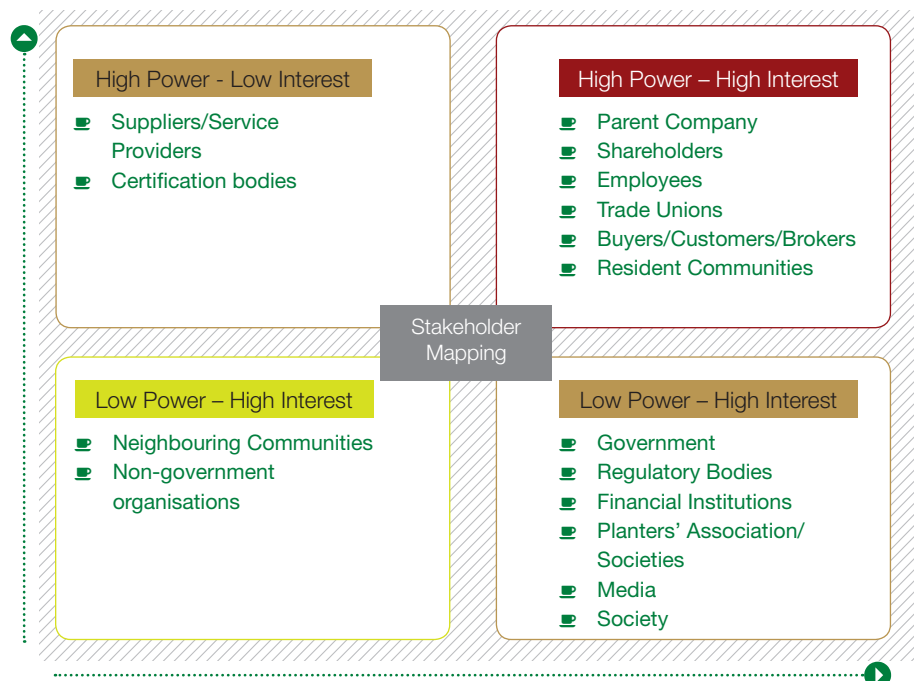 High Power - Low Interest
Suppliers/Service
Providers
Certification bodies
High Power – High Interest
Parent Company
Shareholders
Employees
Trade Unions
Buyers/Customers/Brokers
Resident Communities
Stakeholder
Mapping
Low Power – High Interest
Neighbouring Communities
Non-government
organisations
Low Power – High Interest
Government
Regulatory Bodies
Financial Institutions
Planters’ Association/
Societies
Media
Society